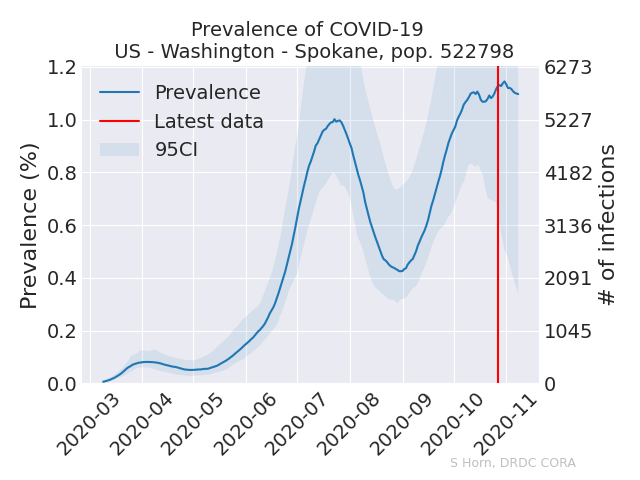 Prevalence of COVID-19
US - Washington - Spokane, pop. 522798
Prevalence
Latest data
95CI
Prevalence (%)
1.2
1.0
0.8
0.6
0.4
0.2
0.0
6273
5227
4182
3136
2091
1045
0
# of infections
2020-03
2020-04
2020-05
2020-06
2020-07
2020-08
2020-09
2020-10
2020-11
S Horn, DRDC CORA